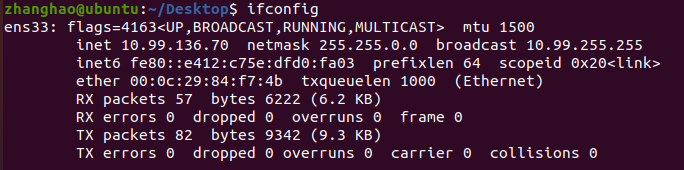 zhanghao@ubuntu:~/Desktop$ ifconfig
ens33: flags=4163<UP,BROADCAST,RUNNING,MULTICAST>  mtu 1500
        inet 10.99.136.70  netmask 255.255.0.0  broadcast 10.99.255.255
        inet6 fe80::e412:c75e:dfd0:fa03  prefixlen 64  scopeid 0x20<link>
        ether 00:0c:29:84:f7:4b  txqueuelen 1000  (Ethernet)
        RX packets 57  bytes 6222 (6.2 KB)
        RX errors 0  dropped 0  overruns 0  frame 0
        TX packets 82  bytes 9342 (9.3 KB)
        TX errors 0  dropped 0 overruns 0  carrier 0  collisions 0